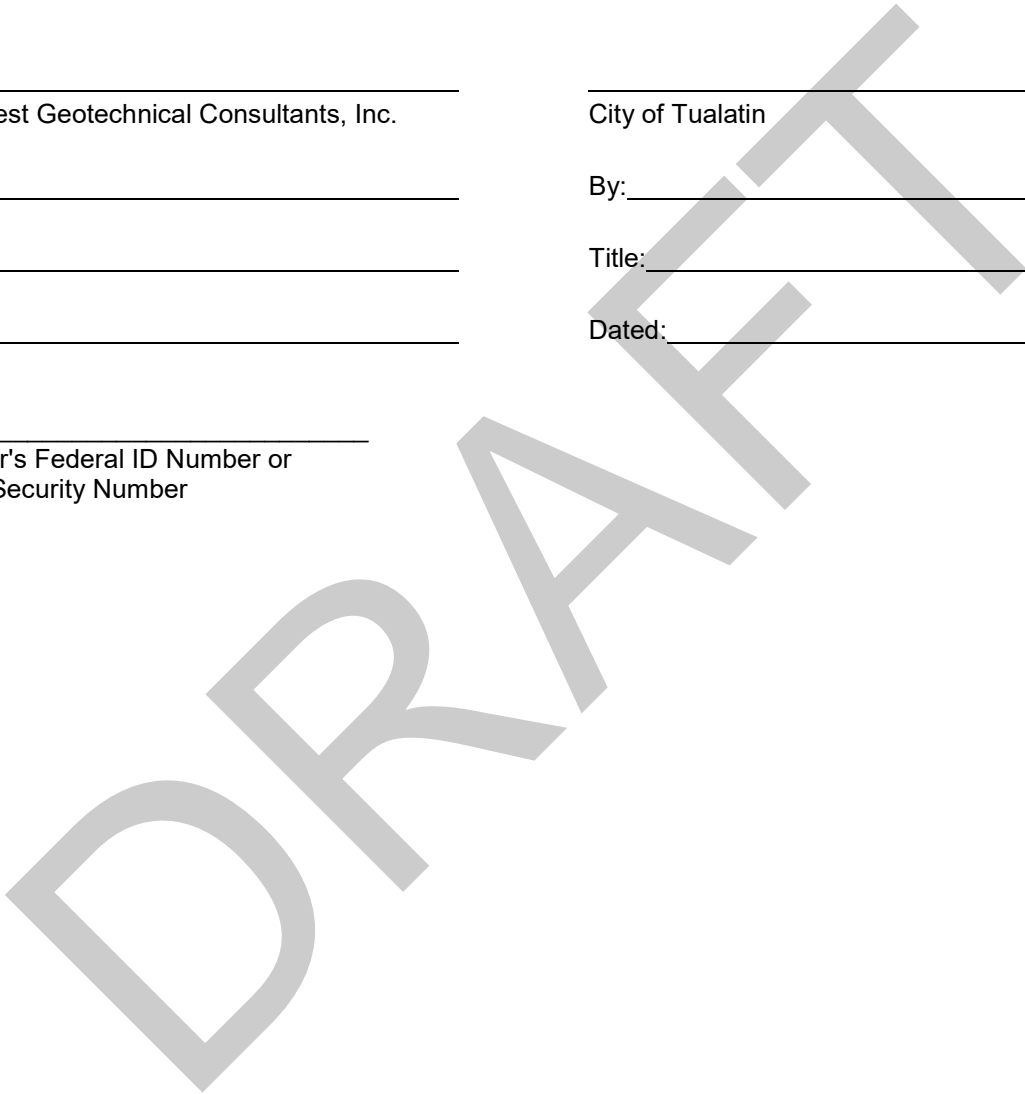 est Geotechnical Consultants, Inc.
City of Tualatin
By:
Title:
Dated:
r's Federal ID Number or
Security Number
DRAFT